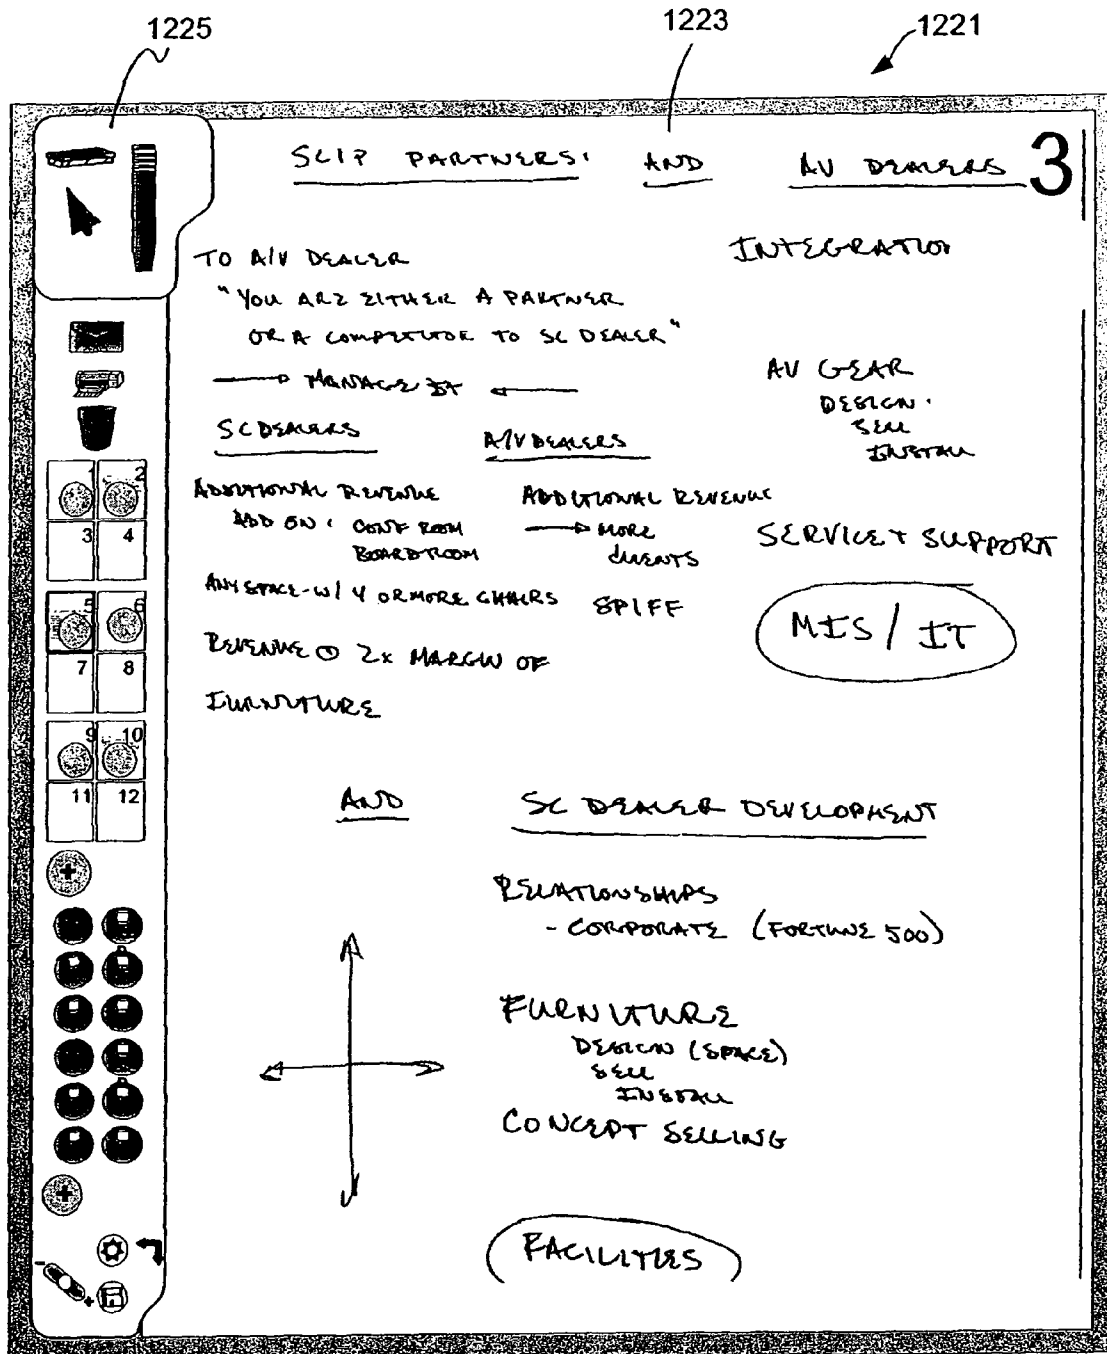 1225
1223
1221
SCIP PARTNERS: AND AV DEALERS
3
INTEGRATION
TO A/V DEALER
"YOU ARE EITHER A PARTNER
OR A COMPETITOR TO SC DEALER"
MANAGE IT
AV GEAR
DESIGN
SELL
INSTALL
SC DEALERS
A/V DEALERS
ADDITIONAL REVENUE
ADD ON: CONF ROOM
BOARDROOM
ADDITIONAL REVENUE
MORE
CLIENTS
SERVICE + SUPPORT
ANY SPACE - W/ 4 OR MORE CHAIRS
SPIFF
MIS / IT
REVENUE @ 2x MARGIN OF
FURNITURE
1 2
3 4
5 6
7 8
9 10
11 12
AND
SC DEALER DEVELOPMENT
RELATIONSHIPS
- CORPORATE (FORTUNE 500)
FURNITURE
DESIGN (SPACE)
SELL
INSTALL
CONCEPT SELLING
FACILITIES